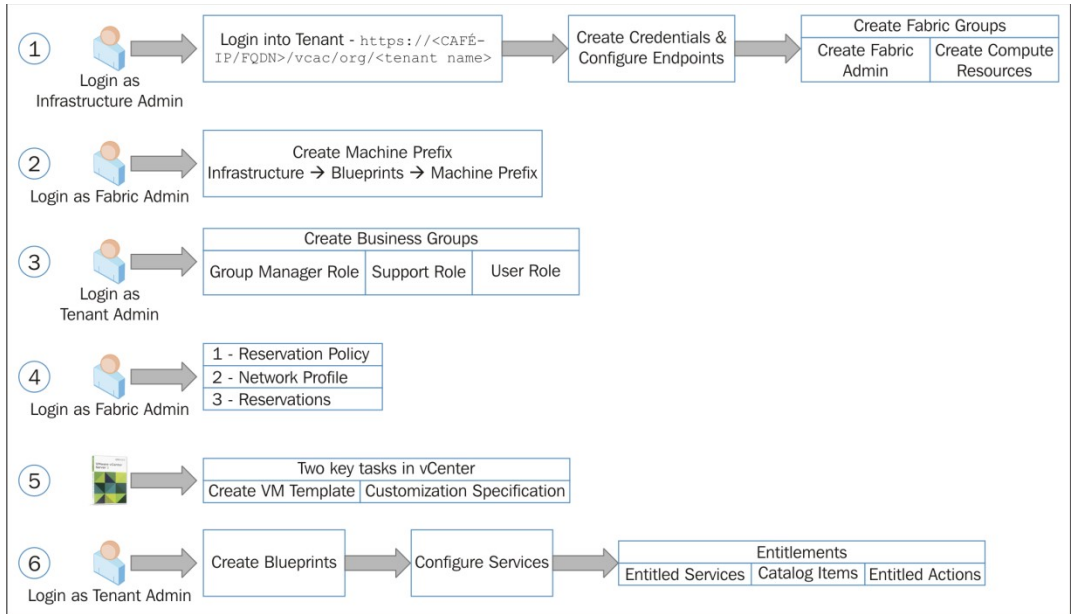 1
Login as
Infrastructure Admin
Login into Tenant - https://<CAFÉ-
IP/FQDN>/vcac/org/<tenant name>
Create Credentials &
Configure Endpoints
Create Fabric Groups
Create Fabric
Admin
Create Compute
Resources
2
Login as Fabric Admin
Create Machine Prefix
Infrastructure → Blueprints → Machine Prefix
3
Login as
Tenant Admin
Create Business Groups
Group Manager Role
Support Role
User Role
4
Login as Fabric Admin
1 - Reservation Policy
2 - Network Profile
3 - Reservations
5
Two key tasks in vCenter
Create VM Template
Customization Specification
6
Login as Tenant Admin
Create Blueprints
Configure Services
Entitlements
Entitled Services
Catalog Items
Entitled Actions